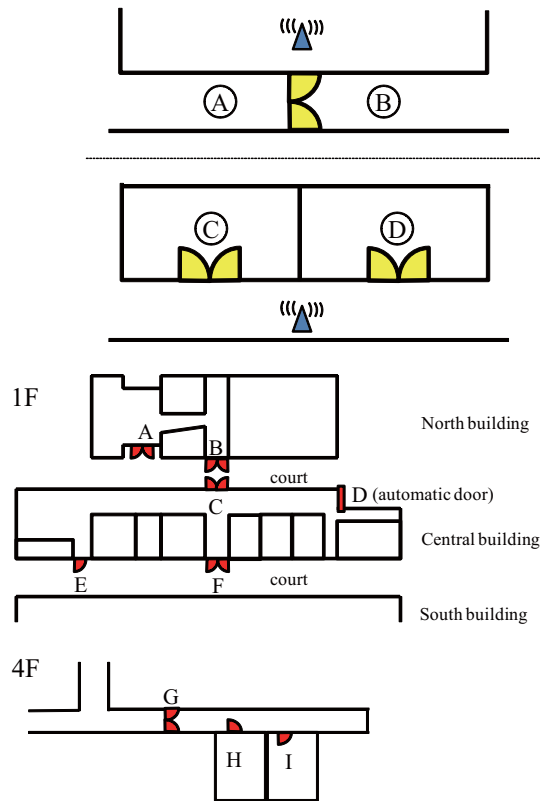 A
B
C
D
1F
A
B
North building
court
D (automatic door)
C
Central building
E
F
court
South building
4F
G
H
I